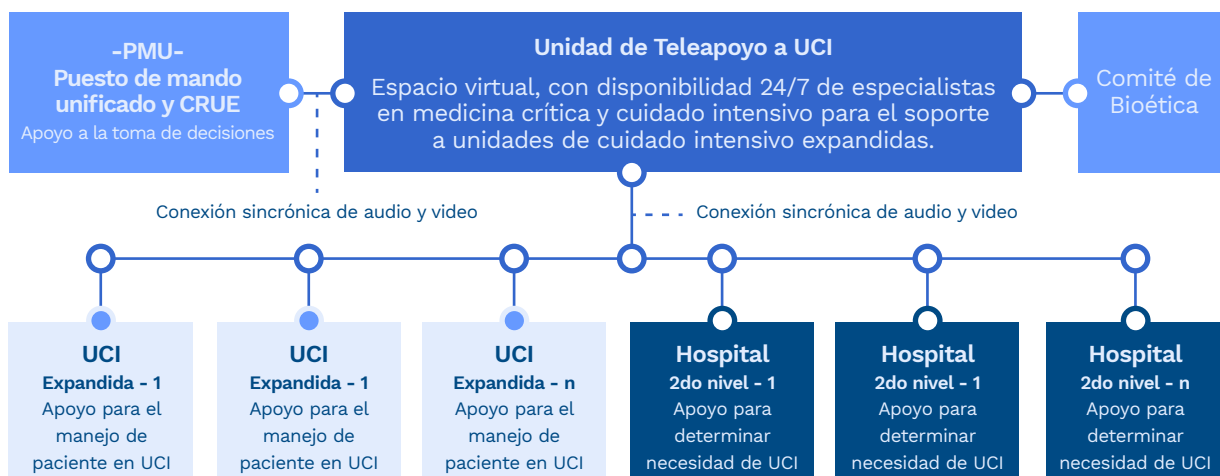 -PMU-
Puesto de mando
unificado y CRUE
Apoyo a la toma de decisiones
Unidad de Teleapoyo a UCI
Espacio virtual, con disponibilidad 24/7 de especialistas
en medicina crítica y cuidado intensivo para el soporte
a unidades de cuidado intensivo expandidas.
Comité de
Bioética
Conexión sincrónica de audio y video
Conexión sincrónica de audio y video
UCI
Expandida - 1
Apoyo para el
manejo de
paciente en UCI
UCI
Expandida - 1
Apoyo para el
manejo de
paciente en UCI
UCI
Expandida - n
Apoyo para el
manejo de
paciente en UCI
Hospital
2do nivel - 1
Apoyo para
determinar
necesidad de UCI
Hospital
2do nivel - 1
Apoyo para
determinar
necesidad de UCI
Hospital
2do nivel - n
Apoyo para
determinar
necesidad de UCI